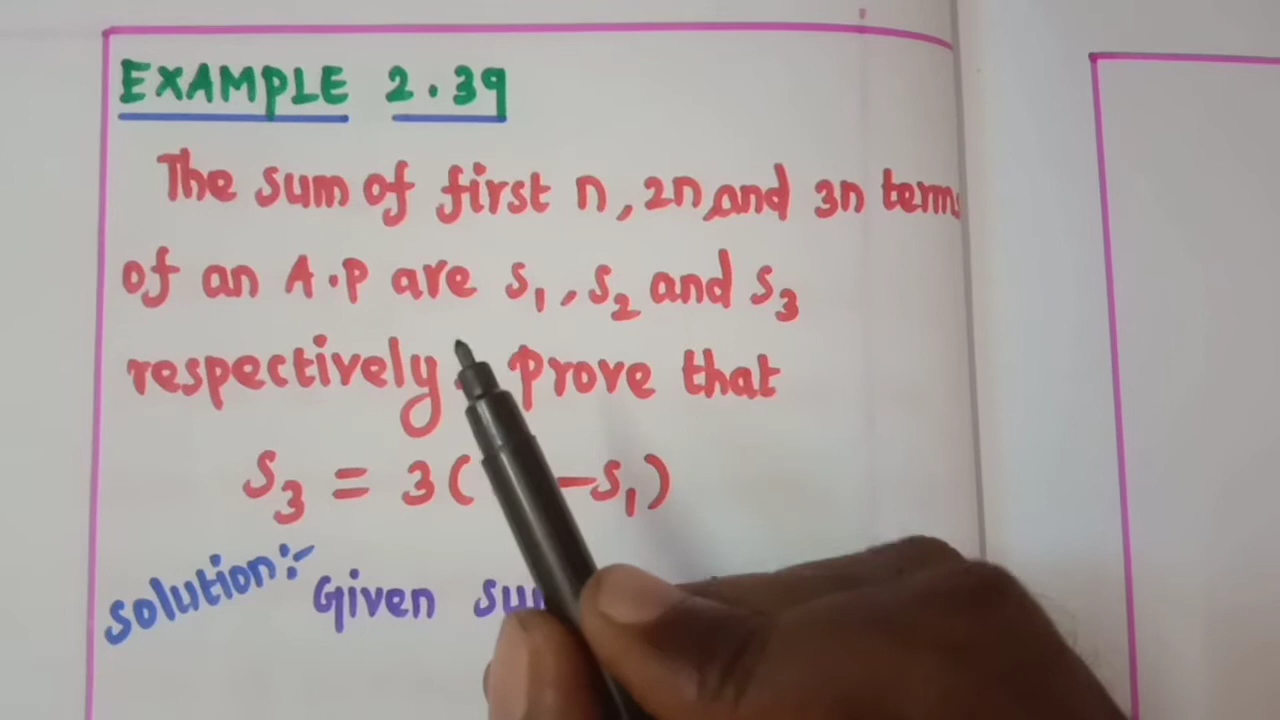 EXAMPLE 2.39
The sum of first n, 2n, and 3n terms
of an A.P are S1, S2 and S3
respectively. Prove that
S3 = 3( -S1)
Solution:- Given